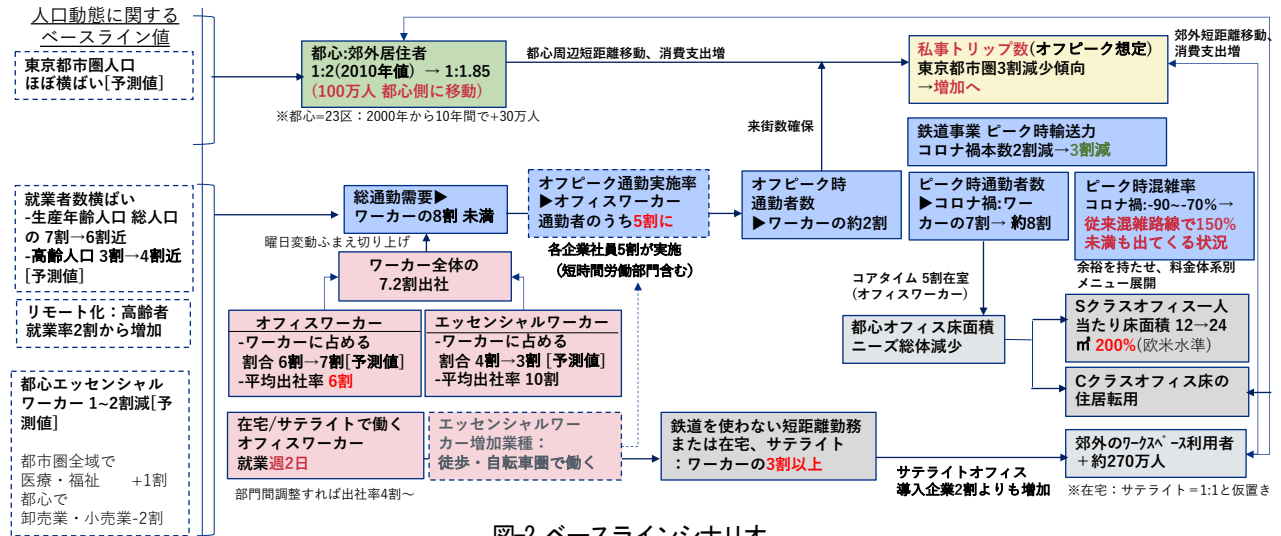 人口動態に関する
ベースライン値
東京都市圏人口
ほぼ横ばい[予測値]
都心:郊外居住者
1:2(2010年値) → 1:1.85
(100万人 都心側に移動)
※都心=23区：2000年から10年間で+30万人
都心周辺短距離移動、消費支出増
私事トリップ数(オフピーク想定)
東京都市圏3割減少傾向
→増加へ
郊外短距離移動、
消費支出増
来街数確保
鉄道事業 ピーク時輸送力
コロナ禍本数2割減→3割減
就業者数横ばい
-生産年齢人口 総人口
の 7割→6割近
-高齢人口 3割→4割近
[予測値]
総通勤需要▶
ワーカーの8割 未満
曜日変動ふまえ切り上げ
オフピーク通勤実施率
▶オフィスワーカー
通勤者のうち5割に
各企業社員5割が実施
（短時間労働部門含む）
オフピーク時
通勤者数
▶ワーカーの約2割
ピーク時通勤者数
▶コロナ禍:ワー
カーの7割→ 約8割
ピーク時混雑率
コロナ禍:-90~-70%→
従来混雑路線で150%
未満も出てくる状況
余裕を持たせ、料金体系別
メニュー展開
ワーカー全体の
7.2割出社
コアタイム 5割在室
(オフィスワーカー)
リモート化：高齢者
就業率2割から増加
オフィスワーカー
-ワーカーに占める
割合 6割→7割[予測値]
-平均出社率 6割
エッセンシャルワーカー
-ワーカーに占める
割合 4割→3割 [予測値]
-平均出社率 10割
都心オフィス床面積
ニーズ総体減少
Sクラスオフィス一人
当たり床面積 12→24
㎡ 200%(欧米水準)
Cクラスオフィス床の
住居転用
都心エッセンシャル
ワーカー 1~2割減[予
測値]
都市圏全域で
医療・福祉 +1割
都心で
卸売業・小売業-2割
在宅/サテライトで働く
オフィスワーカー
就業週2日
部門間調整すれば出社率4割～
エッセンシャルワー
カー増加業種：
徒歩・自転車圏で働く
鉄道を使わない短距離勤務
または在宅、サテライト
：ワーカーの3割以上
サテライトオフィス
導入企業2割よりも増加
郊外のﾜｰｸｽﾍﾟｰｽ利用者
＋約270万人
※在宅：サテライト＝1:1と仮置き
図-2 ベースラインシナリオ